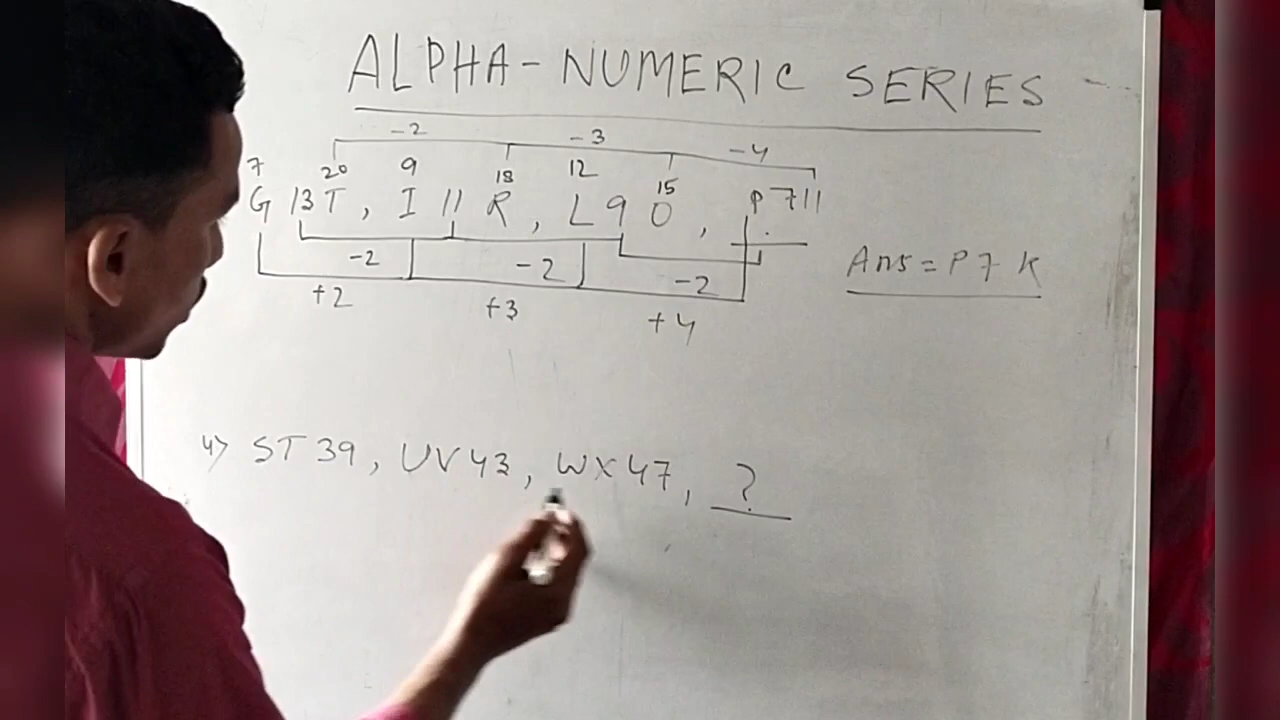 ALPHA-NUMERIC SERIES
-2 -3 -4
7 20 9 18 12 15
G 13 T, I 11 R, L 9 O, P 7 11
-2 -2 -2
+2 +3 +4
Ans = P 7 K
4> ST 39, UV 43, WX 47, ?